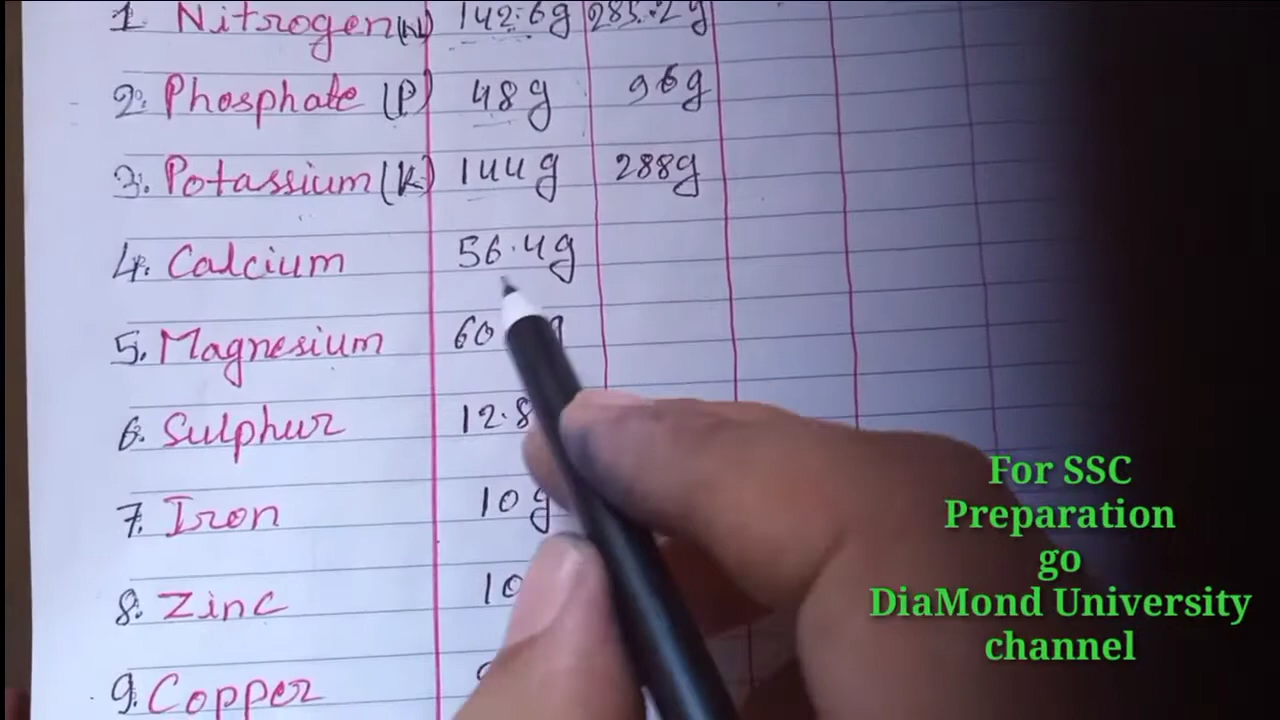 1 Nitrogen(N) 142.6g 285.2g
2. Phosphate (P) 48g 96g
3. Potassium (K) 144g 288g
4. Calcium 56.4g
5. Magnesium 60
6. Sulphur 12.8
7. Iron 10g
8. Zinc 10
9. Copper
For SSC
Preparation
go
DiaMond University
channel